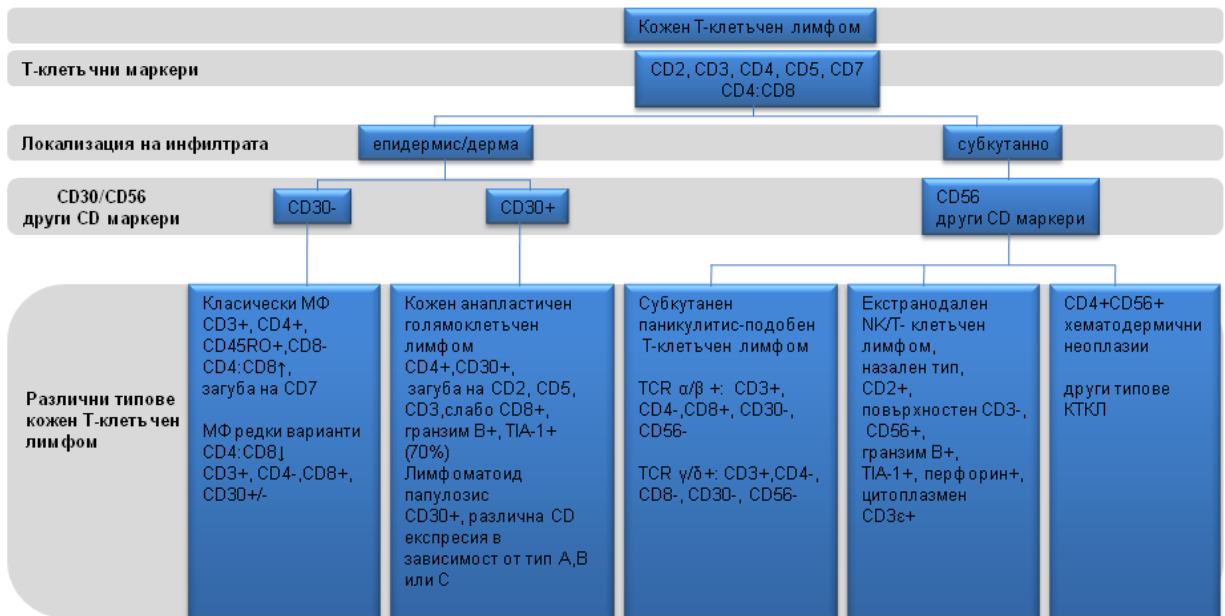 Кожен Т-клетъчен лимфом
Т-клетъчни маркери
CD2, CD3, CD4, CD5, CD7
CD4:CD8
Локализация на инфилтрата
епидермис/дерма
субкутанно
CD30/CD56
други CD маркери
CD30-
CD30+
CD56
други CD маркери
Различни типове
кожен Т-клетъчен
лимфом
Класически МФ
CD3+, CD4+,
CD45RO+,CD8-
CD4:CD8↑,
загуба на CD7
МФ редки варианти
CD4:CD8↓
CD3+, CD4-,CD8+,
CD30+/-
Кожен анапластичен
голямоклетъчен
лимфом
CD4+,CD30+,
загуба на CD2, CD5,
CD3,слабо CD8+,
гранзим В+, TIA-1+
(70%)
Лимфоматоид
папулозис
CD30+, различна CD
експресия в
зависимост от тип А,В
или С
Субкутанен
паникулитис-подобен
Т-клетъчен лимфом
TCR α/β +: CD3+,
CD4-,CD8+, CD30-,
CD56-
TCR γ/δ+: CD3+,CD4-,
CD8-, CD30-, CD56-
Екстранодален
NK/T- клетъчен
лимфом,
назален тип,
CD2+,
повърхностен CD3-,
CD56+,
гранзим В+,
TIA-1+, перфорин+,
цитоплазмен
CD3ε+
CD4+CD56+
хематодермични
неоплазии
други типове
КТКЛ